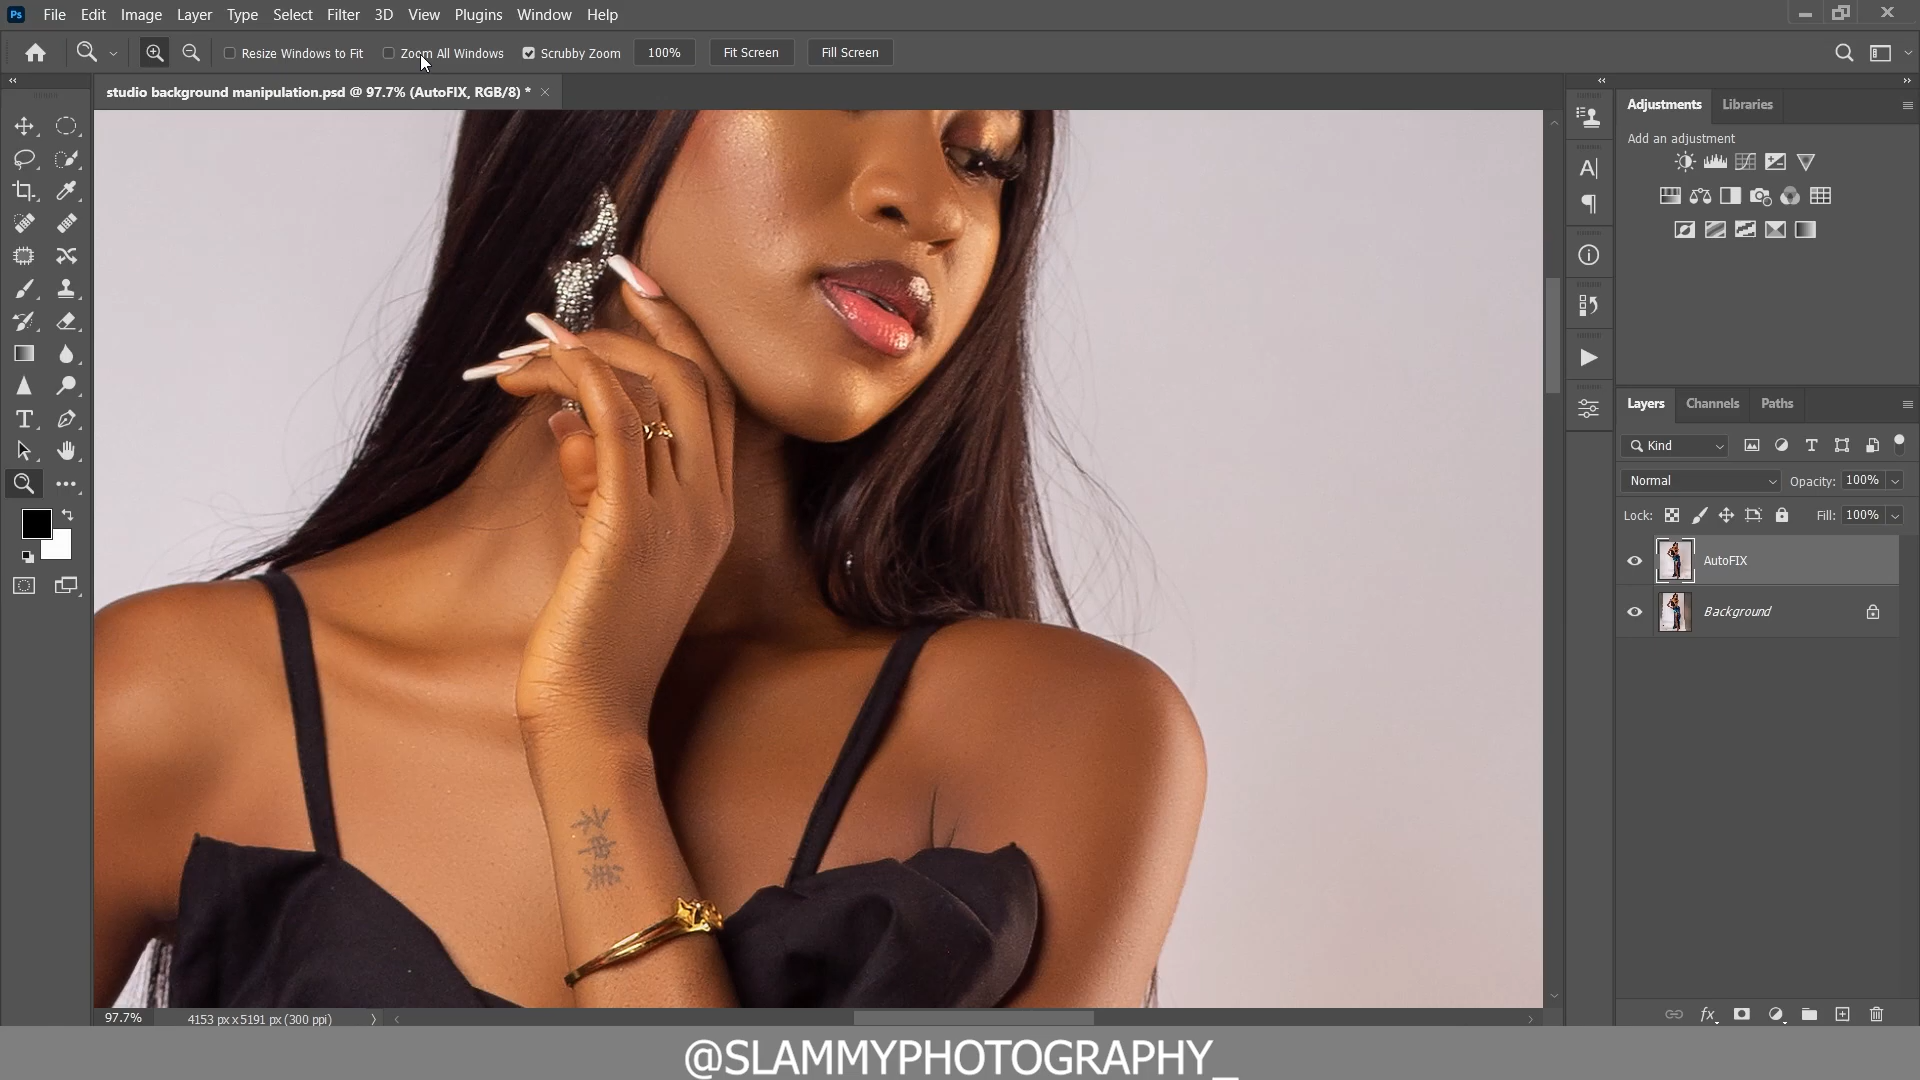 Ps File Edit Image Layer Type Select Filter 3D View Plugins Window Help
Resize Windows to Fit Zoom All Windows Scrubby Zoom 100% Fit Screen Fill Screen
studio background manipulation.psd @ 97.7% (AutoFIX, RGB/8) *
Adjustments Libraries
Add an adjustment
Layers Channels Paths
Kind
Normal Opacity: 100%
Lock: Fill: 100%
AutoFIX
Background
97.7% 4153 px x 5191 px (300 ppi)
@SLAMMYPHOTOGRAPHY_